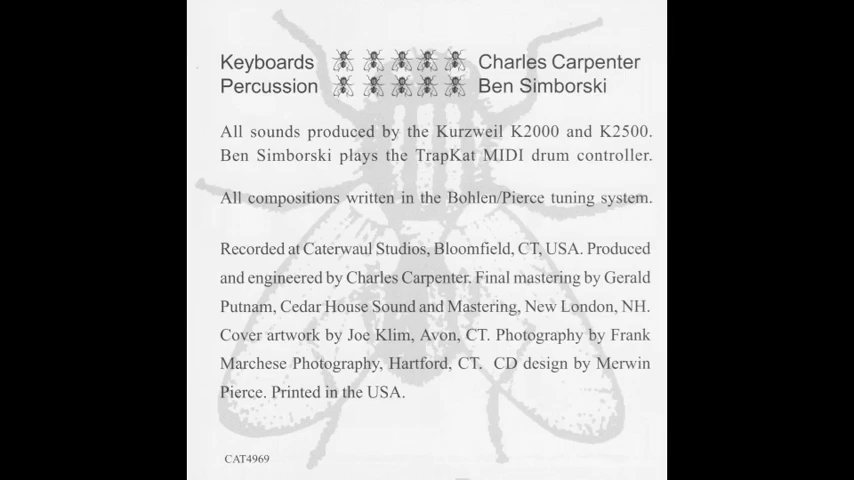 Keyboards Charles Carpenter
Percussion Ben Simborski
All sounds produced by the Kurzweil K2000 and K2500.
Ben Simborski plays the TrapKat MIDI drum controller.
All compositions written in the Bohlen/Pierce tuning system.
Recorded at Caterwaul Studios, Bloomfield, CT, USA. Produced
and engineered by Charles Carpenter. Final mastering by Gerald
Putnam, Cedar House Sound and Mastering, New London, NH.
Cover artwork by Joe Klim, Avon, CT. Photography by Frank
Marchese Photography, Hartford, CT. CD design by Merwin
Pierce. Printed in the USA.
CAT4969